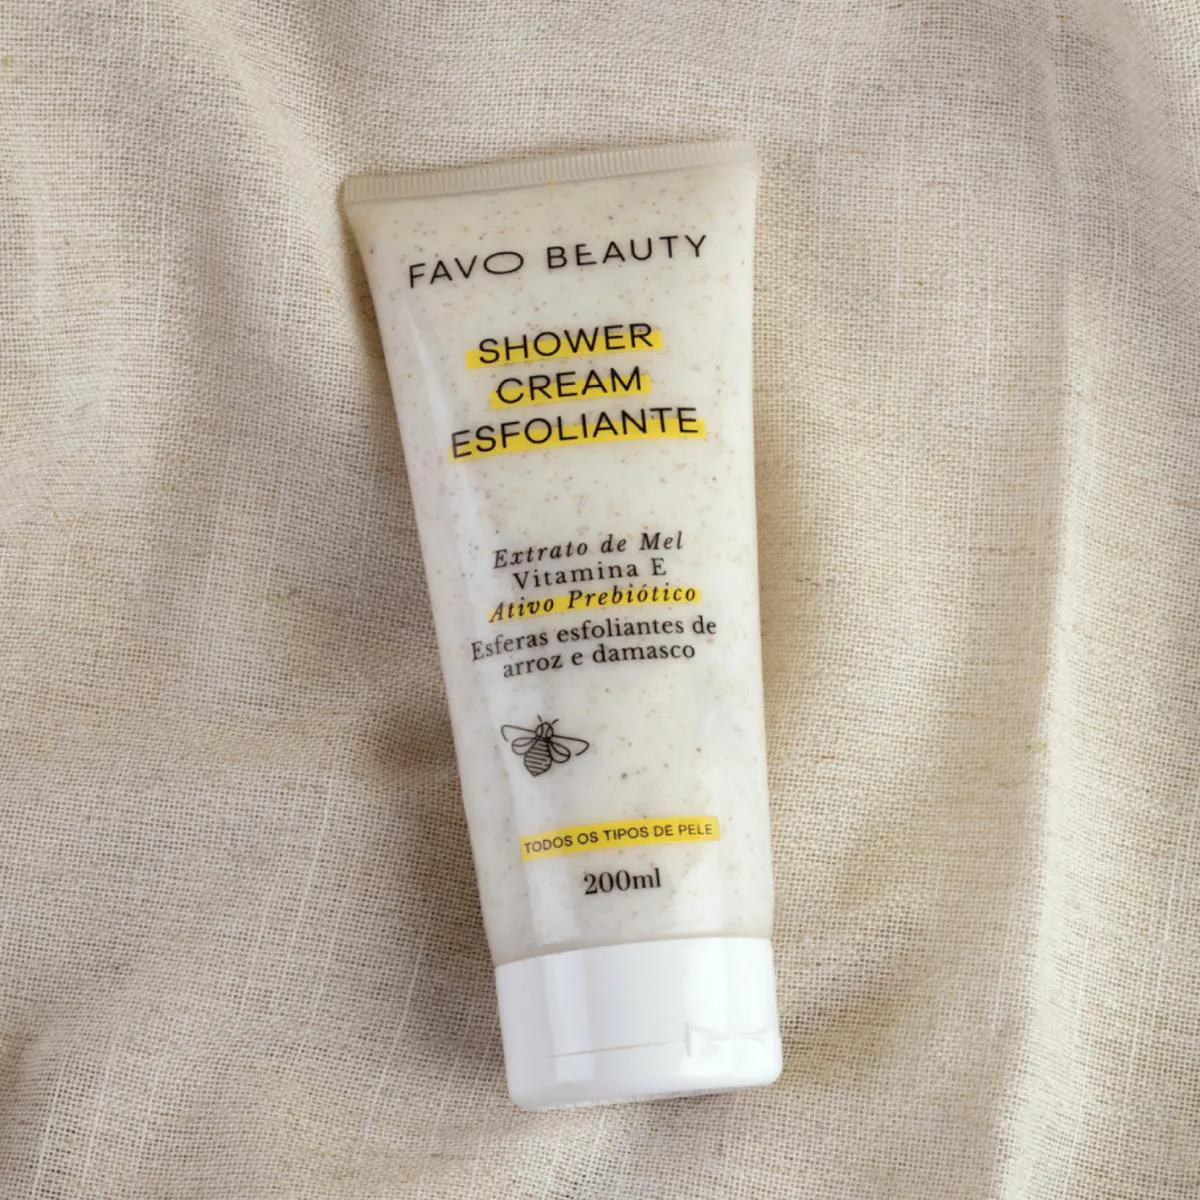 FAVO BEAUTY
SHOWER
CREAM
ESFOLIANTE
Extrato de Mel
Vitamina E
Ativo Prebiótico
Esferas esfoliantes de
arroz e damasco
TODOS OS TIPOS DE PELE
200ml